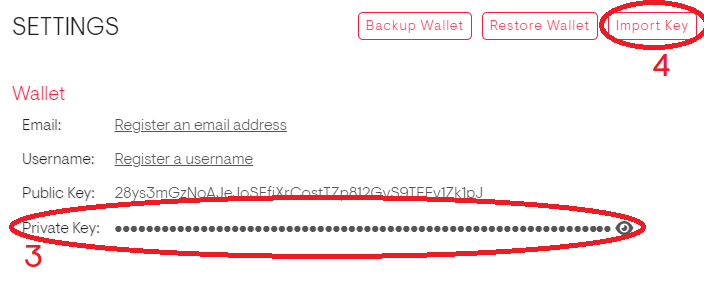 SETTINGS
Backup Wallet Restore Wallet Import Key
4
Wallet
Email: Register an email address
Username: Register a username
Public Key:
Private Key: ••••••••••••••••••••••••••••••••••••••••••••••••••••••••••••••••
3